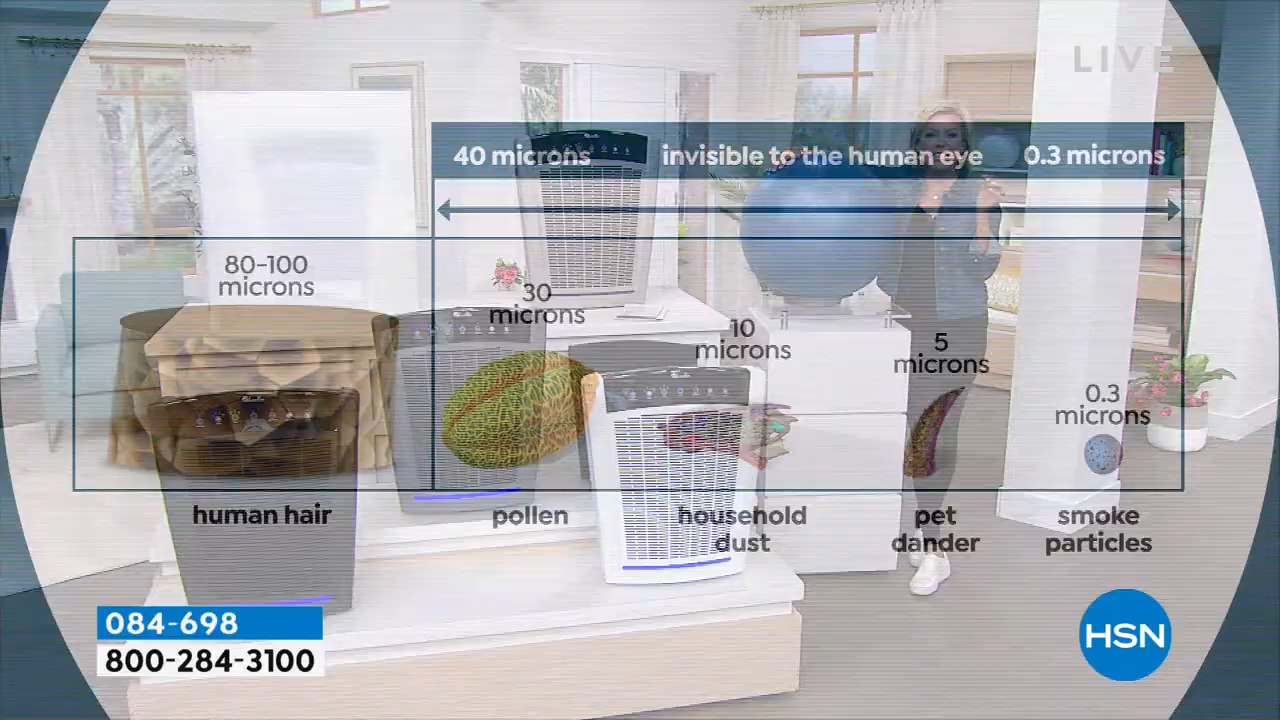 LIVE
40 microns invisible to the human eye 0.3 microns
80-100
microns
30
microns
10
microns
5
microns
0.3
microns
human hair
pollen
household
dust
pet
dander
smoke
particles
084-698
800-284-3100
HSN